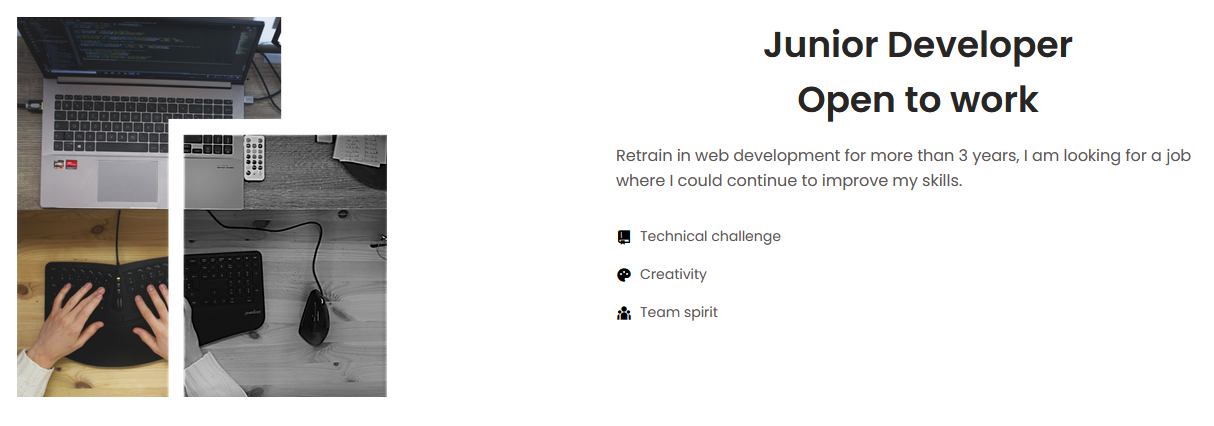 Junior Developer
Open to work
Retrain in web development for more than 3 years, I am looking for a job
where I could continue to improve my skills.
Technical challenge
Creativity
Team spirit